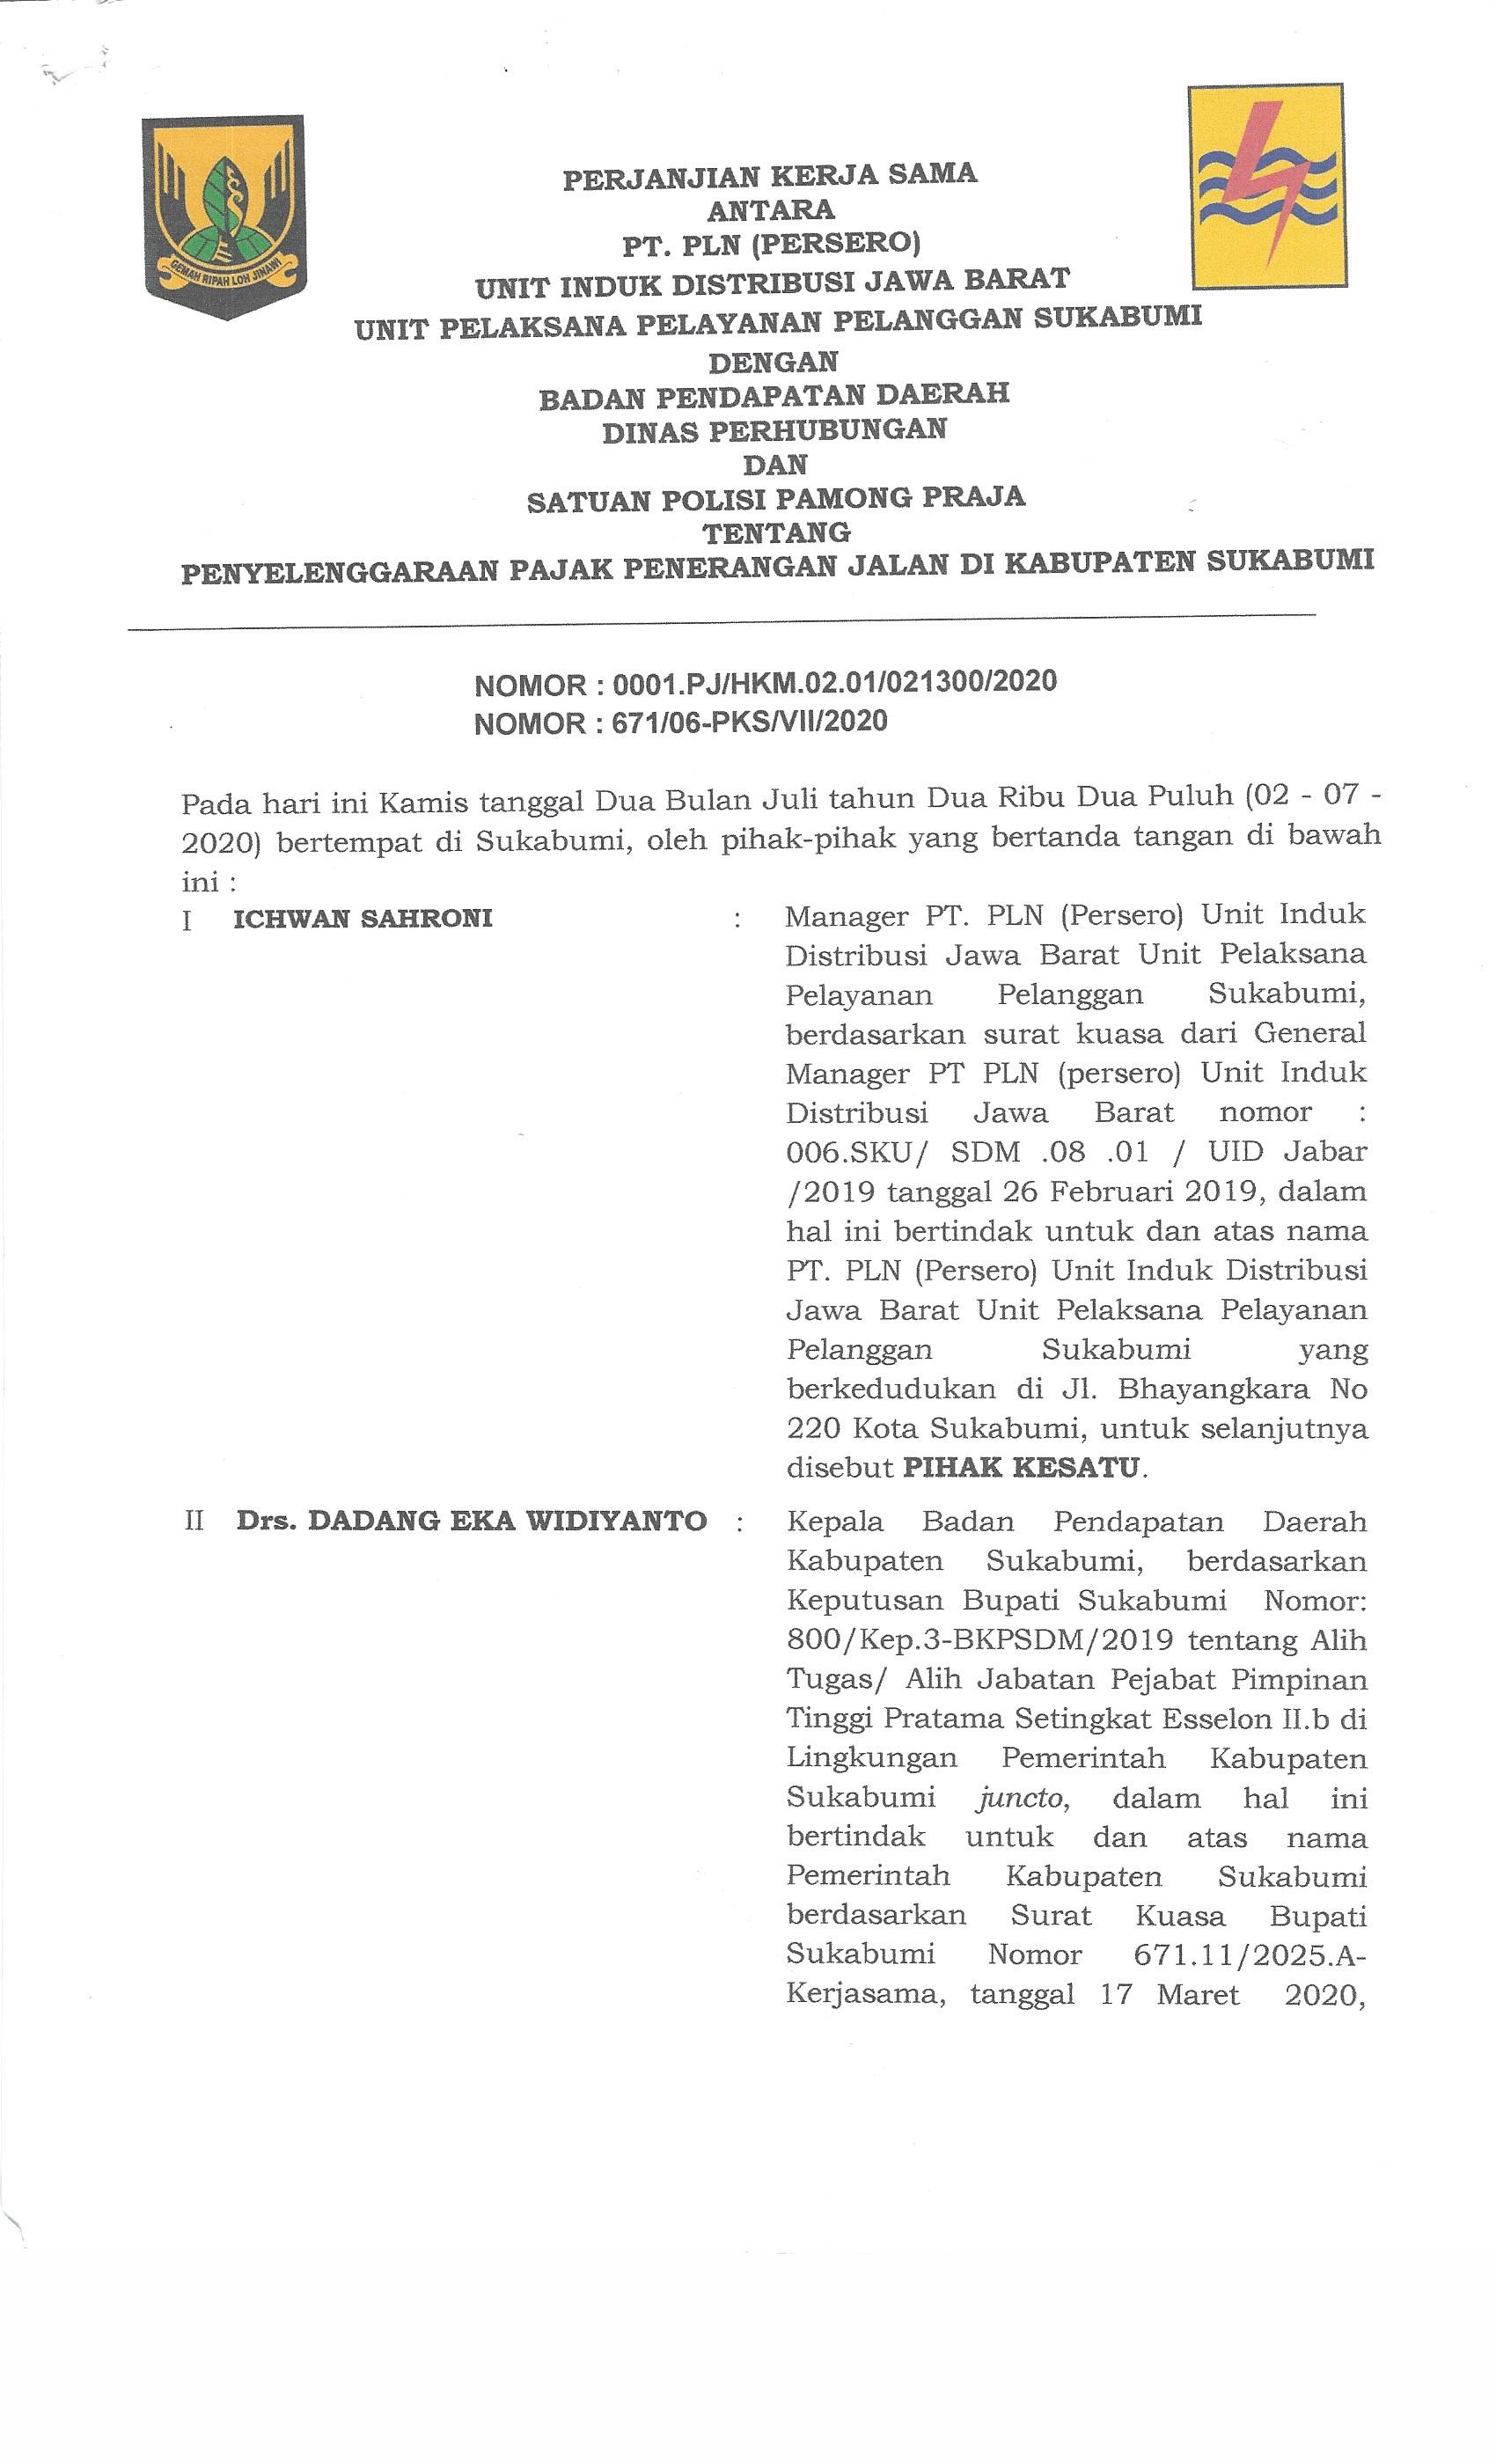 GEMAH RIPAH LOH JINAWI
PERJANJIAN KERJA SAMA
ANTARA
PT. PLN (PERSERO)
UNIT INDUK DISTRIBUSI JAWA BARAT
UNIT PELAKSANA PELAYANAN PELANGGAN SUKABUMI
DENGAN
BADAN PENDAPATAN DAERAH
DINAS PERHUBUNGAN
DAN
SATUAN POLISI PAMONG PRAJA
TENTANG
PENYELENGGARAAN PAJAK PENERANGAN JALAN DI KABUPATEN SUKABUMI
NOMOR : 0001.PJ/HKM.02.01/021300/2020
NOMOR : 671/06-PKS/VII/2020
Pada hari ini Kamis tanggal Dua Bulan Juli tahun Dua Ribu Dua Puluh (02 - 07 -
2020) bertempat di Sukabumi, oleh pihak-pihak yang bertanda tangan di bawah
ini :
I ICHWAN SAHRONI : Manager PT. PLN (Persero) Unit Induk
Distribusi Jawa Barat Unit Pelaksana
Pelayanan Pelanggan Sukabumi,
berdasarkan surat kuasa dari General
Manager PT PLN (persero) Unit Induk
Distribusi Jawa Barat nomor :
006.SKU/ SDM .08 .01 / UID Jabar
/2019 tanggal 26 Februari 2019, dalam
hal ini bertindak untuk dan atas nama
PT. PLN (Persero) Unit Induk Distribusi
Jawa Barat Unit Pelaksana Pelayanan
Pelanggan Sukabumi yang
berkedudukan di Jl. Bhayangkara No
220 Kota Sukabumi, untuk selanjutnya
disebut PIHAK KESATU.
II Drs. DADANG EKA WIDIYANTO : Kepala Badan Pendapatan Daerah
Kabupaten Sukabumi, berdasarkan
Keputusan Bupati Sukabumi Nomor:
800/Kep.3-BKPSDM/2019 tentang Alih
Tugas/ Alih Jabatan Pejabat Pimpinan
Tinggi Pratama Setingkat Esselon II.b di
Lingkungan Pemerintah Kabupaten
Sukabumi juncto, dalam hal ini
bertindak untuk dan atas nama
Pemerintah Kabupaten Sukabumi
berdasarkan Surat Kuasa Bupati
Sukabumi Nomor 671.11/2025.A-
Kerjasama, tanggal 17 Maret 2020,